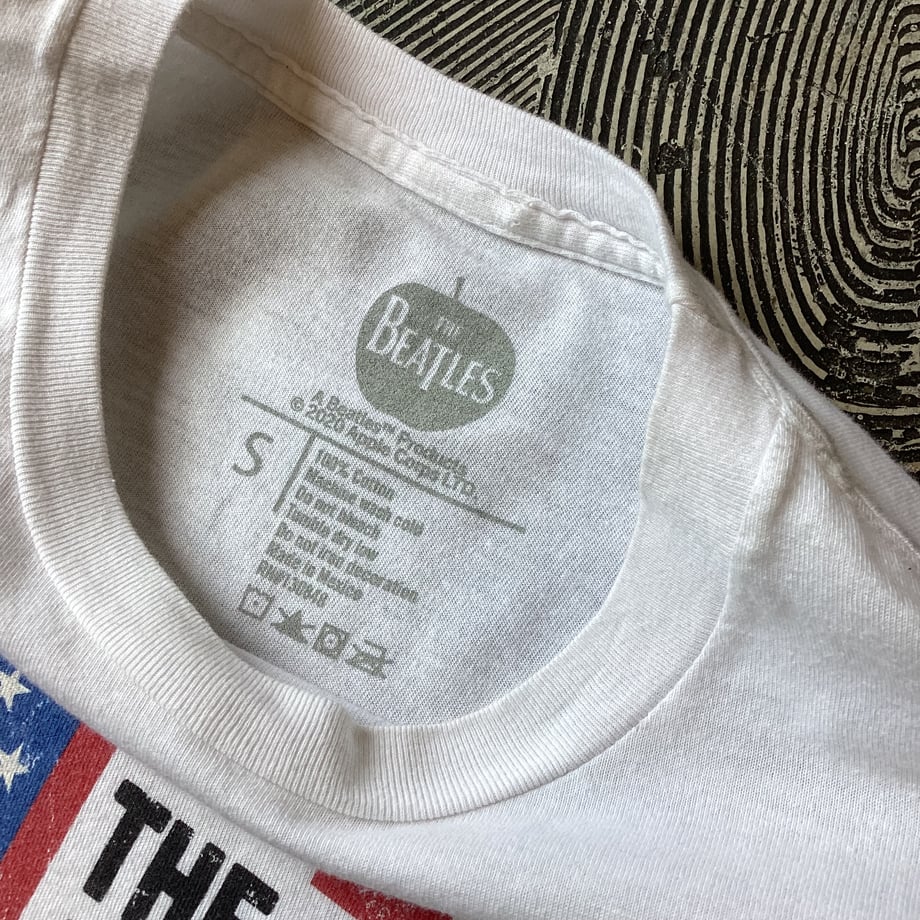 THE
BEATLES
A Beatles™ Product.
© 2020 Apple Corps LTD.
S
100% Cotton
Machine wash cold
Do not bleach
Tumble dry low
Do not iron decoration.
Made in Mexico
THE